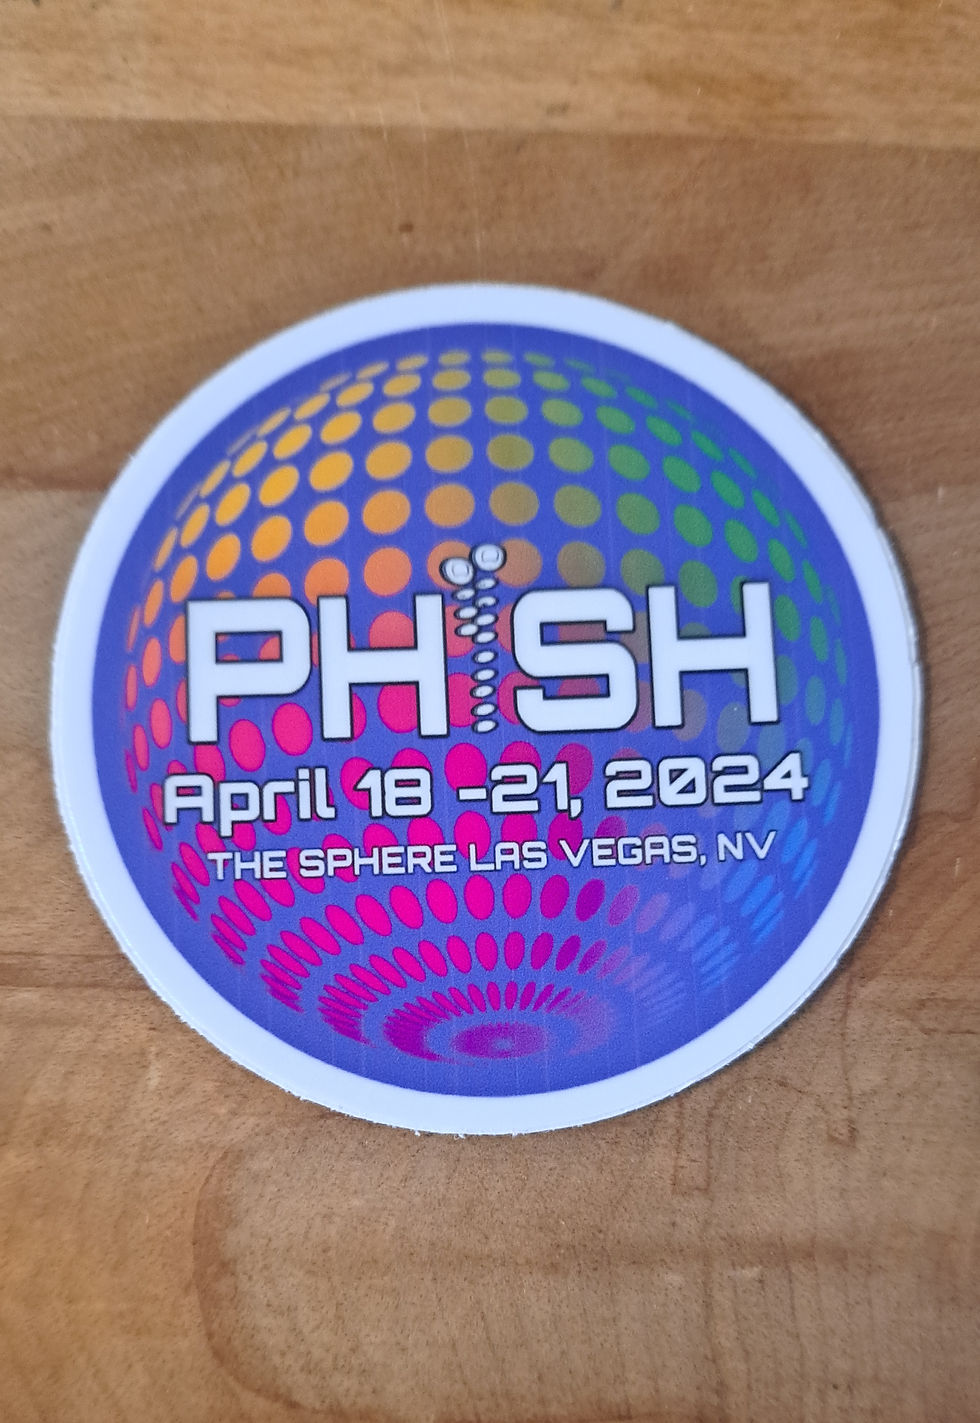 PHiSH
April 18 -21, 2024
THE SPHERE LAS VEGAS, NV